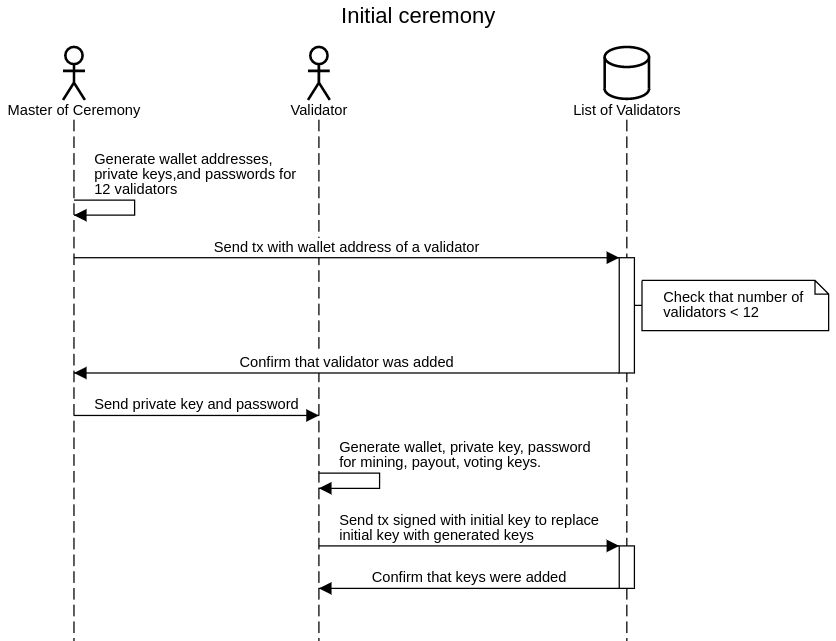 Initial ceremony
Master of Ceremony
Validator
List of Validators
Generate wallet addresses,
private keys,and passwords for
12 validators
Send tx with wallet address of a validator
Check that number of
validators < 12
Confirm that validator was added
Send private key and password
Generate wallet, private key, password
for mining, payout, voting keys.
Send tx signed with initial key to replace
initial key with generated keys
Confirm that keys were added